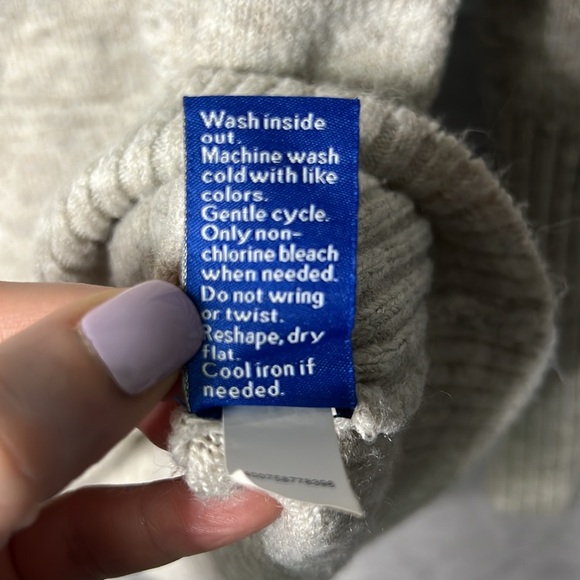 Wash inside
out.
Machine wash
cold with like
colors.
Gentle cycle.
Only non-
chlorine bleach
when needed.
Do not wring
or twist.
Reshape, dry
flat.
Cool iron if
needed.